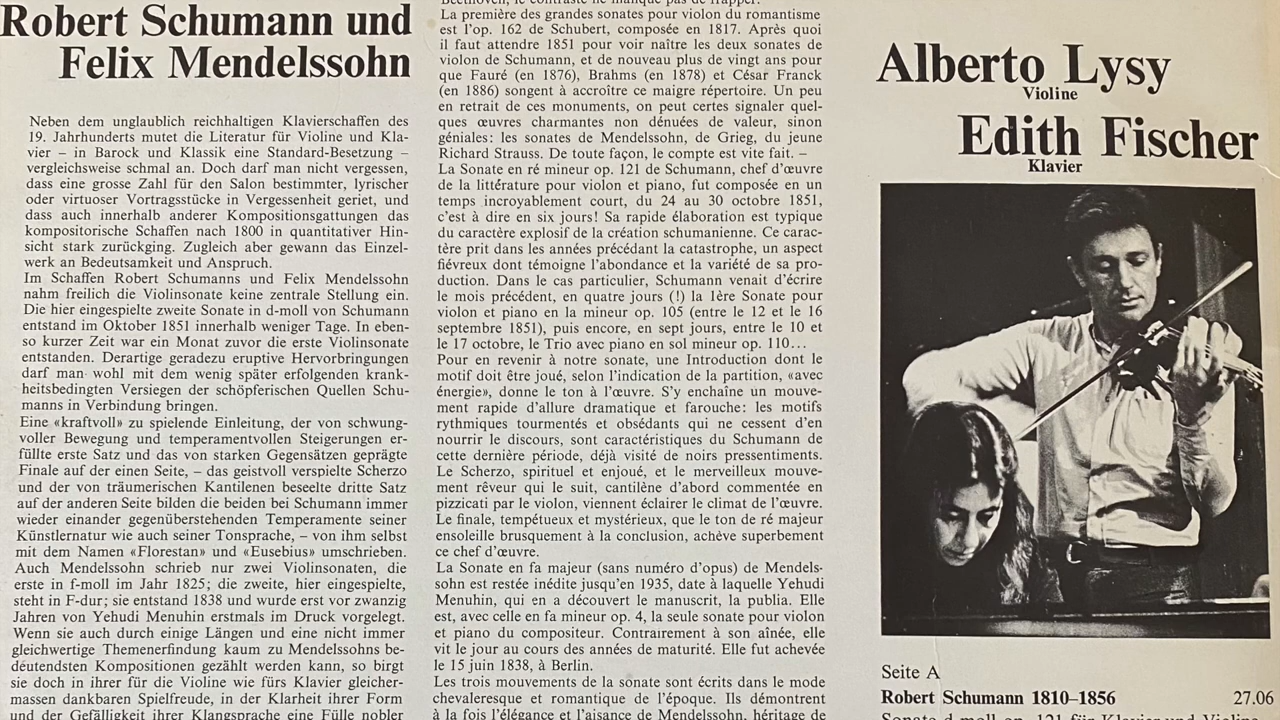 Robert Schumann und
Felix Mendelssohn
Neben dem unglaublich reichhaltigen Klavierschaffen des
19. Jahrhunderts mutet die Literatur für Violine und Kla-
vier – in Barock und Klassik eine Standard-Besetzung –
vergleichsweise schmal an. Doch darf man nicht vergessen,
dass eine grosse Zahl für den Salon bestimmter, lyrischer
oder virtuoser Vortragsstücke in Vergessenheit geriet, und
dass auch innerhalb anderer Kompositionsgattungen das
kompositorische Schaffen nach 1800 in quantitativer Hin-
sicht stark zurückging. Zugleich aber gewann das Einzel-
werk an Bedeutsamkeit und Anspruch.
Im Schaffen Robert Schumanns und Felix Mendelssohn
nahm freilich die Violinsonate keine zentrale Stellung ein.
Die hier eingespielte zweite Sonate in d-moll von Schumann
entstand im Oktober 1851 innerhalb weniger Tage. In eben-
so kurzer Zeit war ein Monat zuvor die erste Violinsonate
entstanden. Derartige geradezu eruptive Hervorbringungen
darf man wohl mit dem wenig später erfolgenden krank-
heitsbedingten Versiegen der schöpferischen Quellen Schu-
manns in Verbindung bringen.
Eine «kraftvoll» zu spielende Einleitung, der von schwung-
voller Bewegung und temperamentvollen Steigerungen er-
füllte erste Satz und das von starken Gegensätzen geprägte
Finale auf der einen Seite, – das geistvoll verspielte Scherzo
und der von träumerischen Kantilenen beseelte dritte Satz
auf der anderen Seite bilden die beiden bei Schumann immer
wieder einander gegenüberstehenden Temperamente seiner
Künstlernatur wie auch seiner Tonsprache, – von ihm selbst
mit dem Namen «Florestan» und «Eusebius» umschrieben.
Auch Mendelssohn schrieb nur zwei Violinsonaten, die
erste in f-moll im Jahr 1825; die zweite, hier eingespielte,
steht in F-dur; sie entstand 1838 und wurde erst vor zwanzig
Jahren von Yehudi Menuhin erstmals im Druck vorgelegt.
Wenn sie auch durch einige Längen und eine nicht immer
gleichwertige Themenerfindung kaum zu Mendelssohns be-
deutendsten Kompositionen gezählt werden kann, so birgt
sie doch in ihrer für die Violine wie fürs Klavier gleicher-
massen dankbaren Spielfreude, in der Klarheit ihrer Form
und der Gefälligkeit ihrer Klangsprache eine Fülle nobler
Beethoven, le contraste ne manque pas de frapper.
La première des grandes sonates pour violon du romantisme
est l'op. 162 de Schubert, composée en 1817. Après quoi
il faut attendre 1851 pour voir naître les deux sonates de
violon de Schumann, et de nouveau plus de vingt ans pour
que Fauré (en 1876), Brahms (en 1878) et César Franck
(en 1886) songent à accroître ce maigre répertoire. Un peu
en retrait de ces monuments, on peut certes signaler quel-
ques œuvres charmantes non dénuées de valeur, sinon
géniales: les sonates de Mendelssohn, de Grieg, du jeune
Richard Strauss. De toute façon, le compte est vite fait. –
La Sonate en ré mineur op. 121 de Schumann, chef d'œuvre
de la littérature pour violon et piano, fut composée en un
temps incroyablement court, du 24 au 30 octobre 1851,
c'est à dire en six jours! Sa rapide élaboration est typique
du caractère explosif de la création schumanienne. Ce carac-
tère prit dans les années précédant la catastrophe, un aspect
fiévreux dont témoigne l'abondance et la variété de sa pro-
duction. Dans le cas particulier, Schumann venait d'écrire
le mois précédent, en quatre jours (!) la 1ère Sonate pour
violon et piano en la mineur op. 105 (entre le 12 et le 16
septembre 1851), puis encore, en sept jours, entre le 10 et
le 17 octobre, le Trio avec piano en sol mineur op. 110...
Pour en revenir à notre sonate, une Introduction dont le
motif doit être joué, selon l'indication de la partition, «avec
énergie», donne le ton à l'œuvre. S'y enchaîne un mouve-
ment rapide d'allure dramatique et farouche: les motifs
rythmiques tourmentés et obsédants qui ne cessent d'en
nourrir le discours, sont caractéristiques du Schumann de
cette dernière période, déjà visité de noirs pressentiments.
Le Scherzo, spirituel et enjoué, et le merveilleux mouve-
ment rêveur qui le suit, cantilène d'abord commentée en
pizzicati par le violon, viennent éclairer le climat de l'œuvre.
Le finale, tempétueux et mystérieux, que le ton de ré majeur
ensoleille brusquement à la conclusion, achève superbement
ce chef d'œuvre.
La Sonate en fa majeur (sans numéro d'opus) de Mendels-
sohn est restée inédite jusqu'en 1935, date à laquelle Yehudi
Menuhin, qui en a découvert le manuscrit, la publia. Elle
est, avec celle en fa mineur op. 4, la seule sonate pour violon
et piano du compositeur. Contrairement à son aînée, elle
vit le jour au cours des années de maturité. Elle fut achevée
le 15 juin 1838, à Berlin.
Les trois mouvements de la sonate sont écrits dans le mode
chevaleresque et romantique de l'époque. Ils démontrent
à la fois l'élégance et l'aisance de Mendelssohn, héritage de
Alberto Lysy
Violine
Edith Fischer
Klavier
Seite A
Robert Schumann 1810–1856 27.06
Sonate d-moll op. 121 für Klavier und Violine